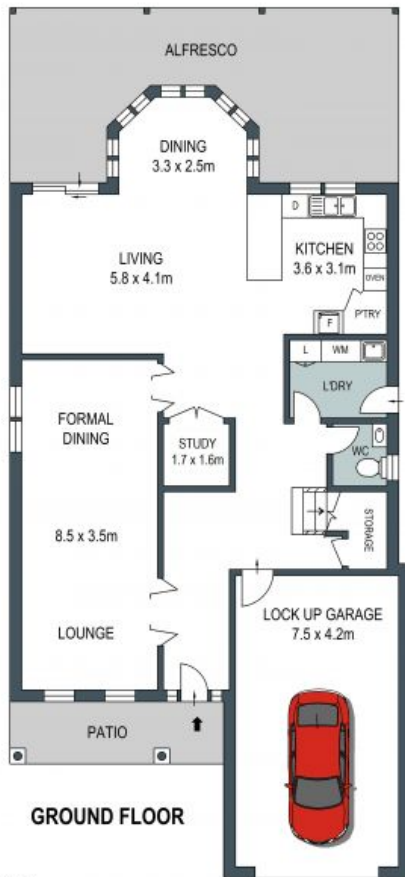 ALFRESCO
DINING
3.3 x 2.5m
D
LIVING
5.8 x 4.1m
KITCHEN
3.6 x 3.1m
OVEN
F
P'TRY
L
WM
L'DRY
FORMAL
DINING
STUDY
1.7 x 1.6m
WC
8.5 x 3.5m
STORAGE
LOUNGE
LOCK UP GARAGE
7.5 x 4.2m
PATIO
GROUND FLOOR